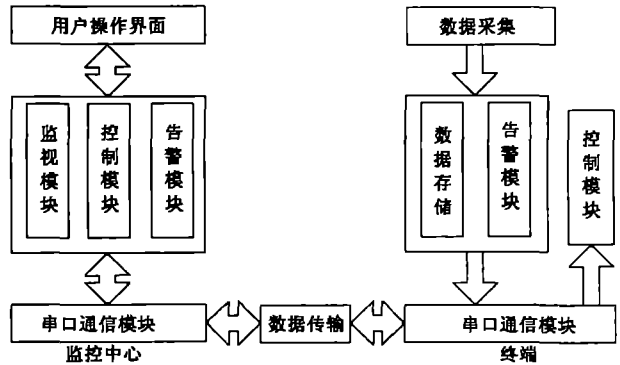 用户操作界面
数据采集
监视模块
控制模块
告警模块
数据存储
告警模块
控制模块
串口通信模块
数据传输
串口通信模块
监控中心
终端